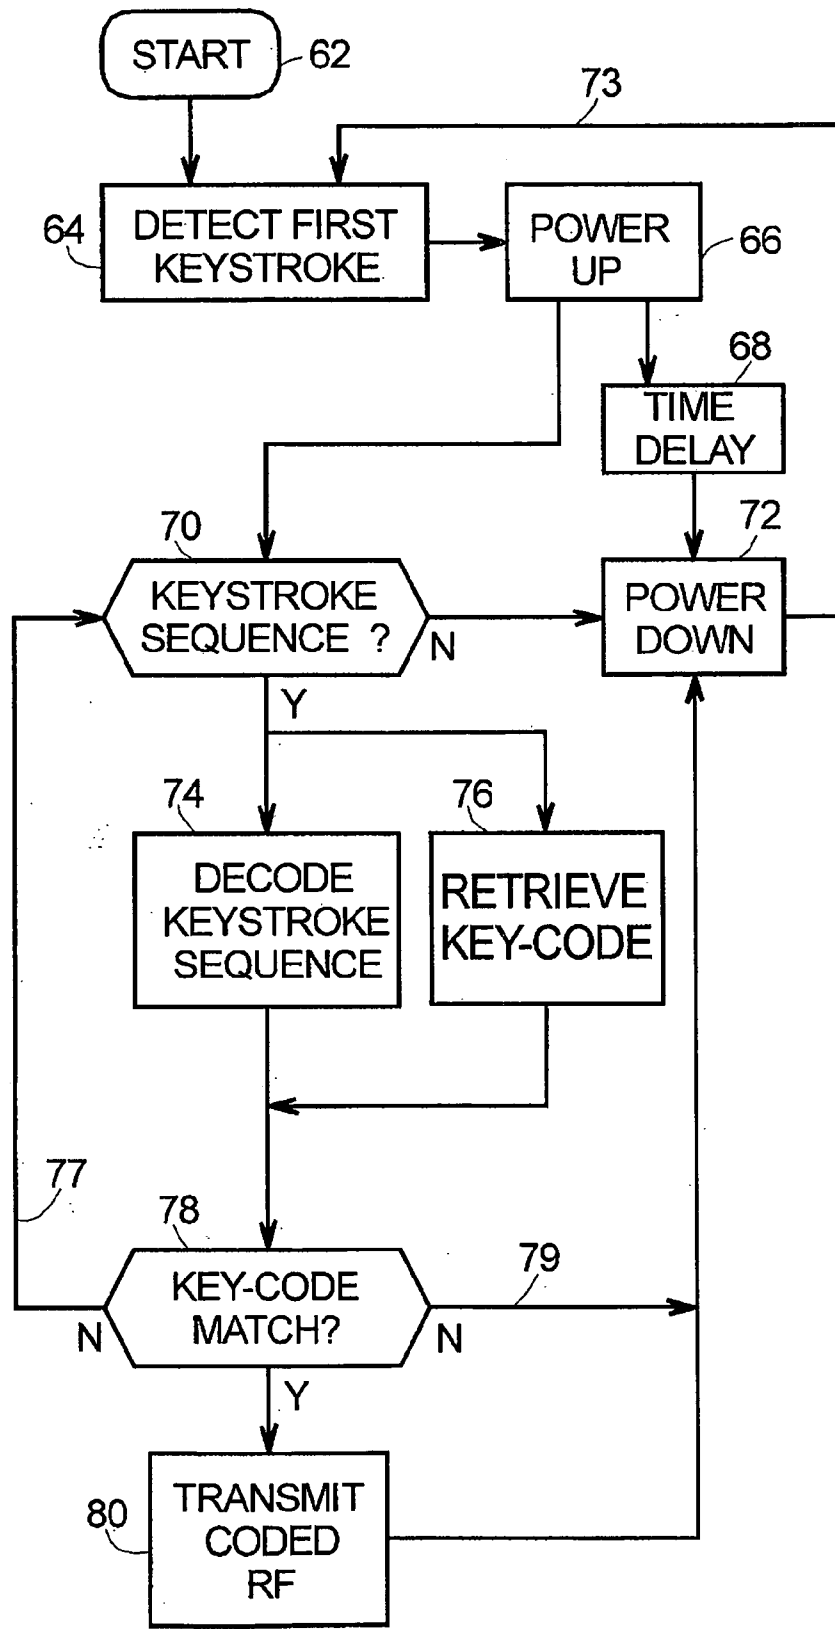 START
62
73
64
DETECT FIRST
KEYSTROKE
POWER
UP
66
68
TIME
DELAY
70
72
KEYSTROKE
SEQUENCE ?
N
POWER
DOWN
Y
74
76
DECODE
KEYSTROKE
SEQUENCE
RETRIEVE
KEY-CODE
77
78
79
KEY-CODE
MATCH?
N
N
Y
80
TRANSMIT
CODED
RF